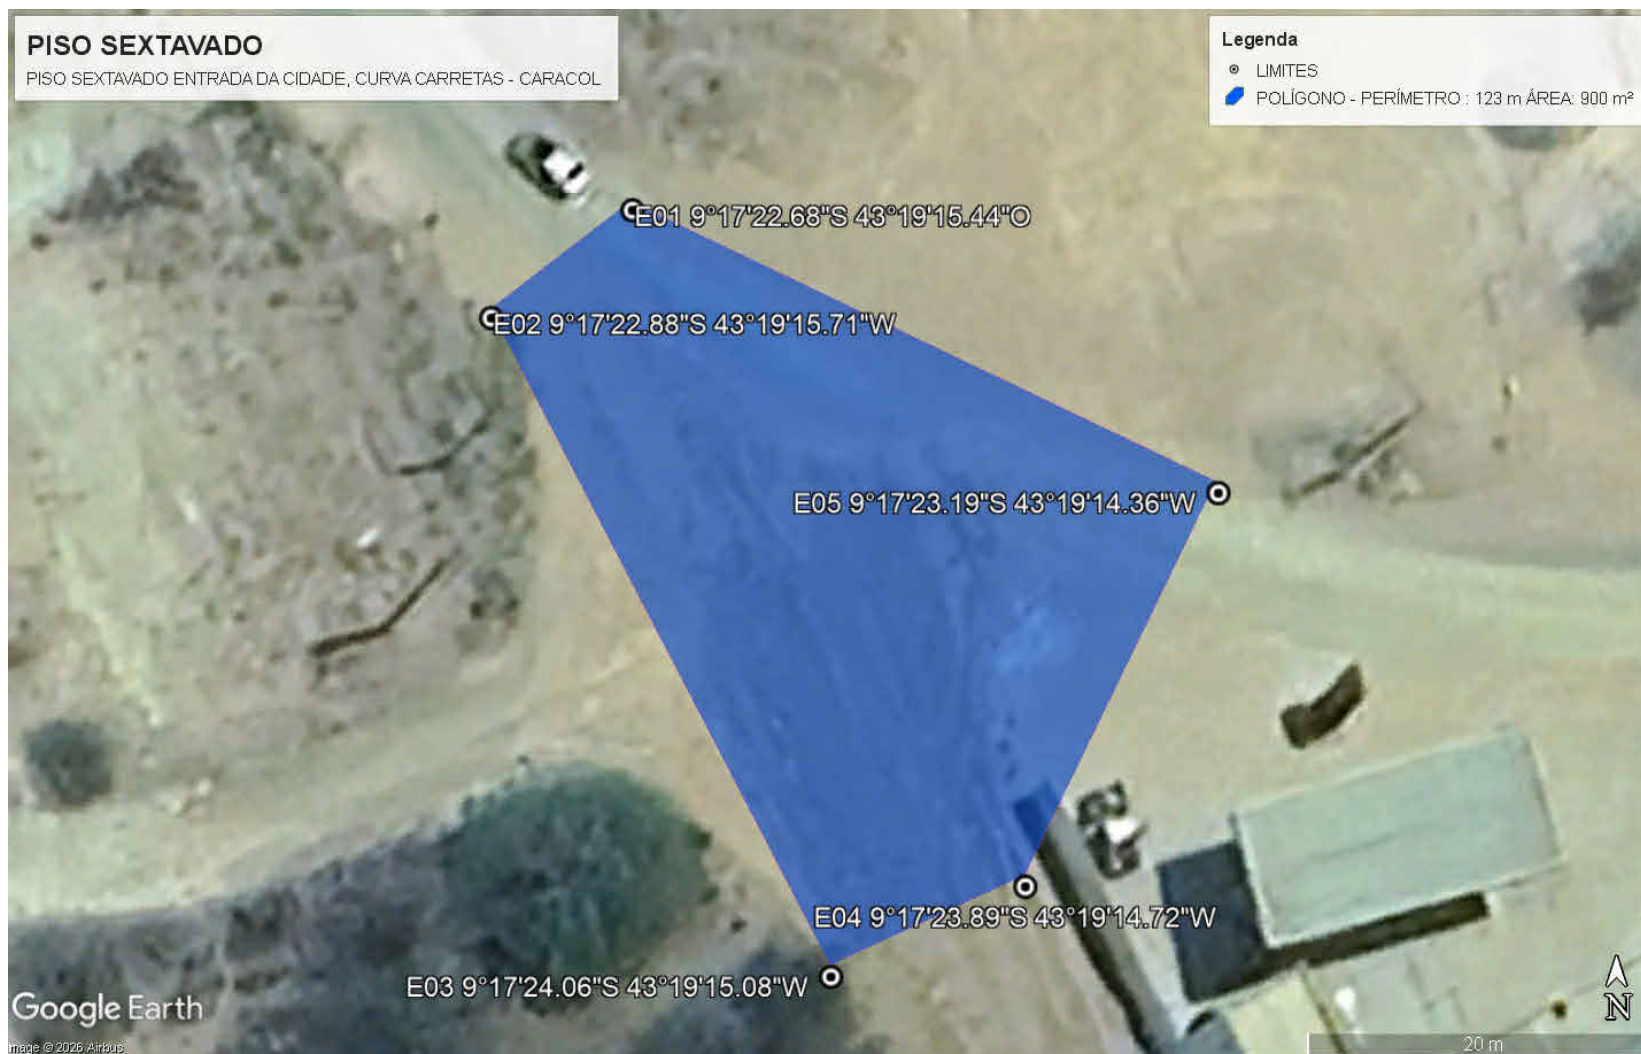 PISO SEXTAVADO
PISO SEXTAVADO ENTRADA DA CIDADE, CURVA CARRETAS - CARACOL
Legenda
LIMITES
POLÍGONO - PERÍMETRO : 123 m ÁREA: 900 m²
E01 9°17'22.68"S 43°19'15.44"O
E02 9°17'22.88"S 43°19'15.71"W
E05 9°17'23.19"S 43°19'14.36"W
E04 9°17'23.89"S 43°19'14.72"W
E03 9°17'24.06"S 43°19'15.08"W
Google Earth
N
Image © 2026 Airbus
20 m